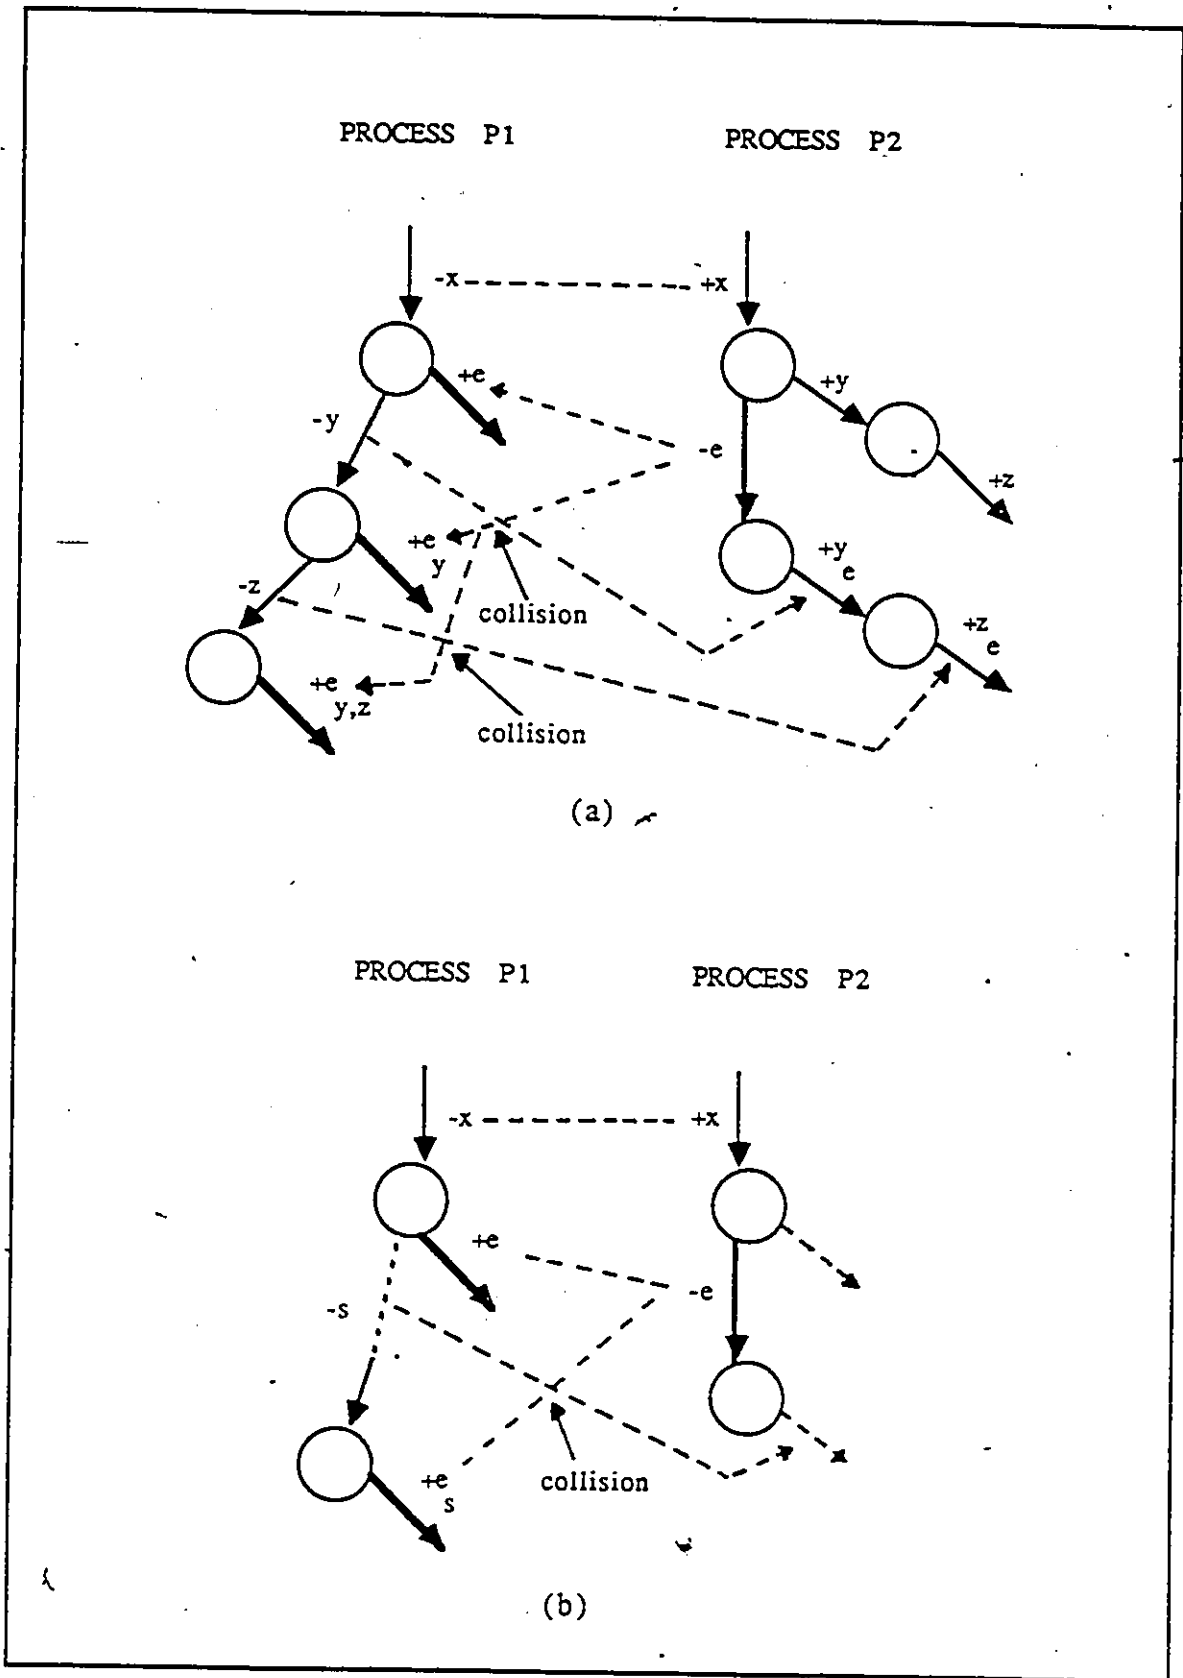 PROCESS P1
PROCESS P2
-x
+x
+e
+y
-y
-e
+z
+e
y
+y
e
-z
collision
+z
e
+e
y,z
collision
(a)
PROCESS P1
PROCESS P2
-x
+x
+e
-e
-s
+e
s
collision
(b)